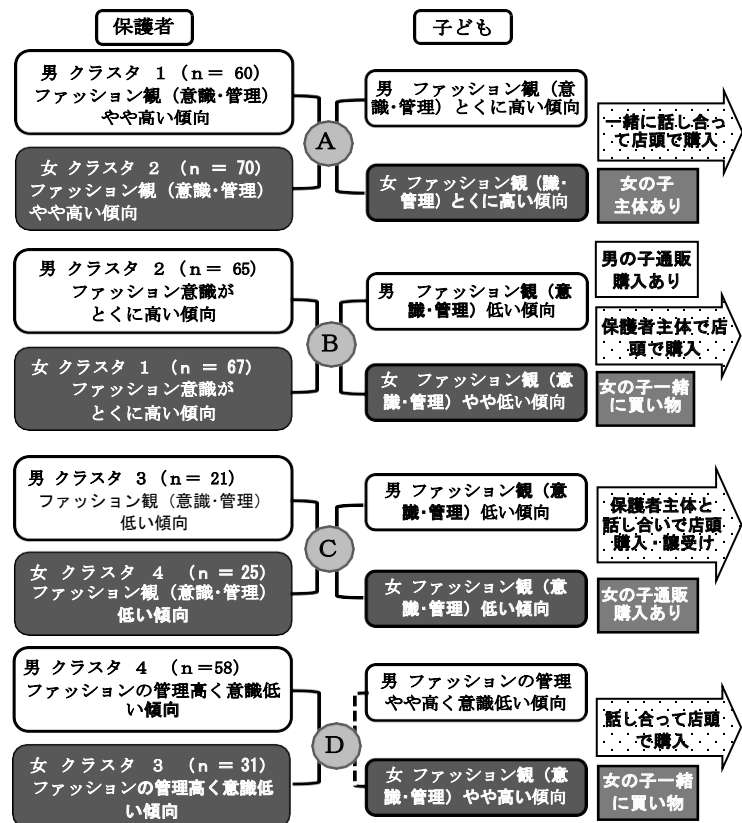 保護者
子ども
男 クラスタ 1 (n= 60)
ファッション観(意識・管理)
やや高い傾向
女 クラスタ 2 (n= 70)
ファッション観(意識・管理)
やや高い傾向
A
男 ファッション観(意
識・管理)とくに高い傾向
女 ファッション観(識・
管理)とくに高い傾向
一緒に話し合っ
て店頭で購入
女の子
主体あり
男 クラスタ 2 (n= 65)
ファッション意識が
とくに高い傾向
女 クラスタ 1 (n= 67)
ファッション意識が
とくに高い傾向
B
男 ファッション観(意
識・管理)低い傾向
女 ファッション観(意
識・管理)やや低い傾向
男の子通販
購入あり
保護者主体で店
頭で購入
女の子一緒
に買い物
男 クラスタ 3 (n= 21)
ファッション観(意識・管理)
低い傾向
女 クラスタ 4 (n= 25)
ファッション観(意識・管理)
低い傾向
C
男 ファッション観(意
識・管理)低い傾向
女 ファッション観(意
識・管理)低い傾向
保護者主体と
話し合いで店頭
購入・譲受け
女の子通販
購入あり
男 クラスタ 4 (n=58)
ファッションの管理高く意識低
い傾向
女 クラスタ 3 (n= 31)
ファッションの管理高く意識低
い傾向
D
男 ファッションの管理
やや高く意識低い傾向
女 ファッション観(意
識・管理)やや高い傾向
話し合って店頭
で購入
女の子一緒
に買い物